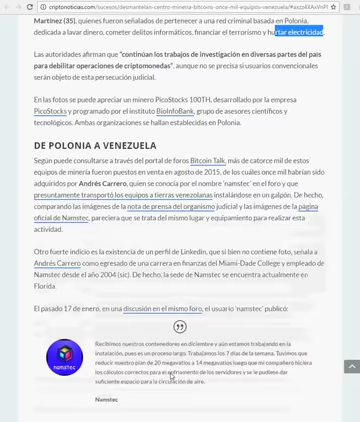 criptonoticias.com/sucesos/desmantelan-centro-mineria-bitcoins-once-mil-equipos-venezuela/#axzz4XAxVnPI
Martínez (35), quienes fueron señalados de pertenecer a una red criminal basada en Polonia,
dedicada a lavar dinero, cometer delitos informáticos, financiar el terrorismo y hurtar electricidad
Las autoridades afirman que "continúan los trabajos de investigación en diversas partes del país
para debilitar operaciones de criptomonedas", aunque no se precisa si usuarios convencionales
serán objeto de esta persecución judicial.
En las fotos se puede apreciar un minero PicoStocks 100TH, desarrollado por la empresa
PicoStocks y programado por el instituto BioInfoBank, grupo de asesores científicos y
tecnológicos. Ambas organizaciones se hallan establecidas en Polonia.
DE POLONIA A VENEZUELA
Según puede consultarse a través del portal de foros Bitcoin Talk, más de catorce mil de estos
equipos de minería fueron puestos en venta en agosto de 2015, de los cuales once mil habrían sido
adquiridos por Andrés Carrero, quien se conocía por el nombre 'namstec' en el foro y que
presuntamente transportó los equipos a tierras venezolanas instalándose en un galpón. De hecho,
comparando las imágenes de la nota de prensa del organismo judicial y las imágenes de la página
oficial de Namstec, pareciera que se trata del mismo lugar y equipamiento para realizar esta
actividad.
Otro fuerte indicio es la existencia de un perfil de Linkedin, que si bien no contiene foto, señala a
Andrés Carrero como egresado de una carrera en finanzas del Miami-Dade College y empleado de
Namstec desde el año 2004 (sic). De hecho, la sede de Namstec se encuentra actualmente en
Florida.
El pasado 17 de enero, en una discusión en el mismo foro, el usuario 'namstec' publicó:
namstec
Recibimos nuestros contenedores en diciembre y aún estamos trabajando en la
instalación, pues es un proceso largo. Trabajamos los 7 días de la semana. Tuvimos que
reducir nuestro plan de 20 megavatios a 14 megavatios luego que mi compañero hiciera
los cálculos correctos para el enfriamiento de los servidores y se le pudiese dar
suficiente espacio para la circulación de aire.
Namstec